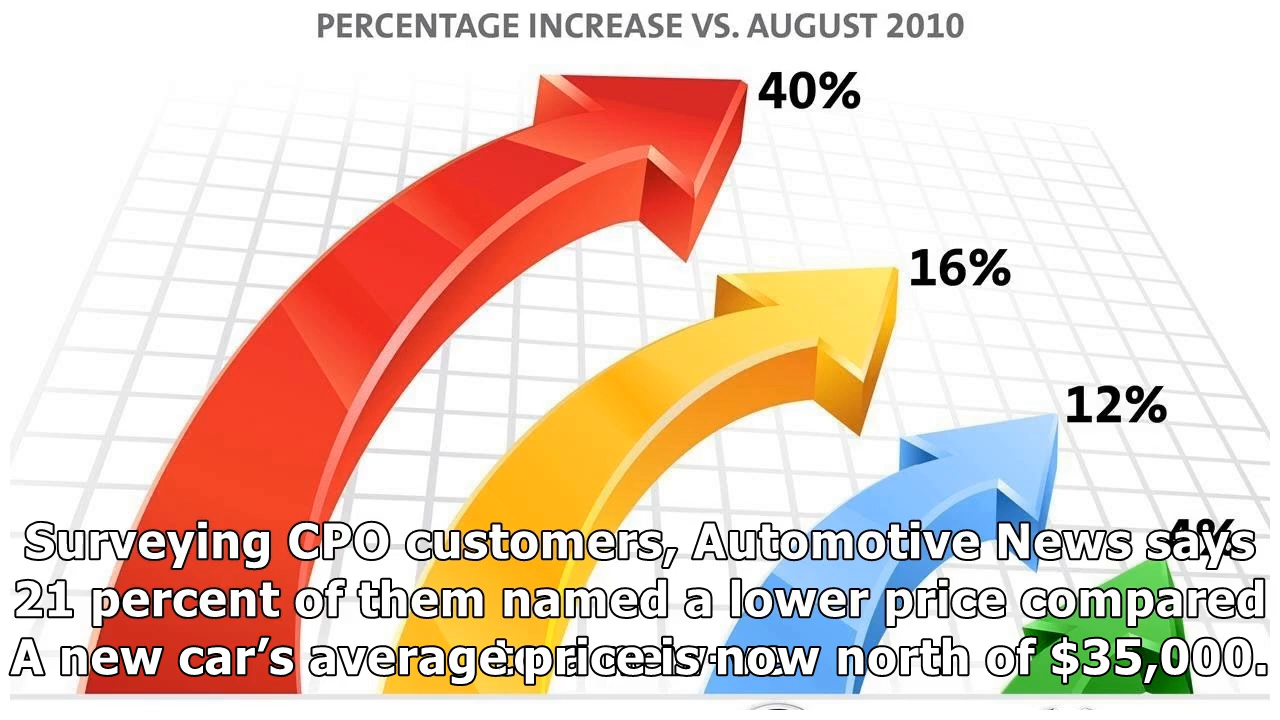 PERCENTAGE INCREASE VS. AUGUST 2010
40%
16%
12%
4%
Surveying CPO customers, Automotive News says
21 percent of them named a lower price compared
A new car’s average price is now north of $35,000.